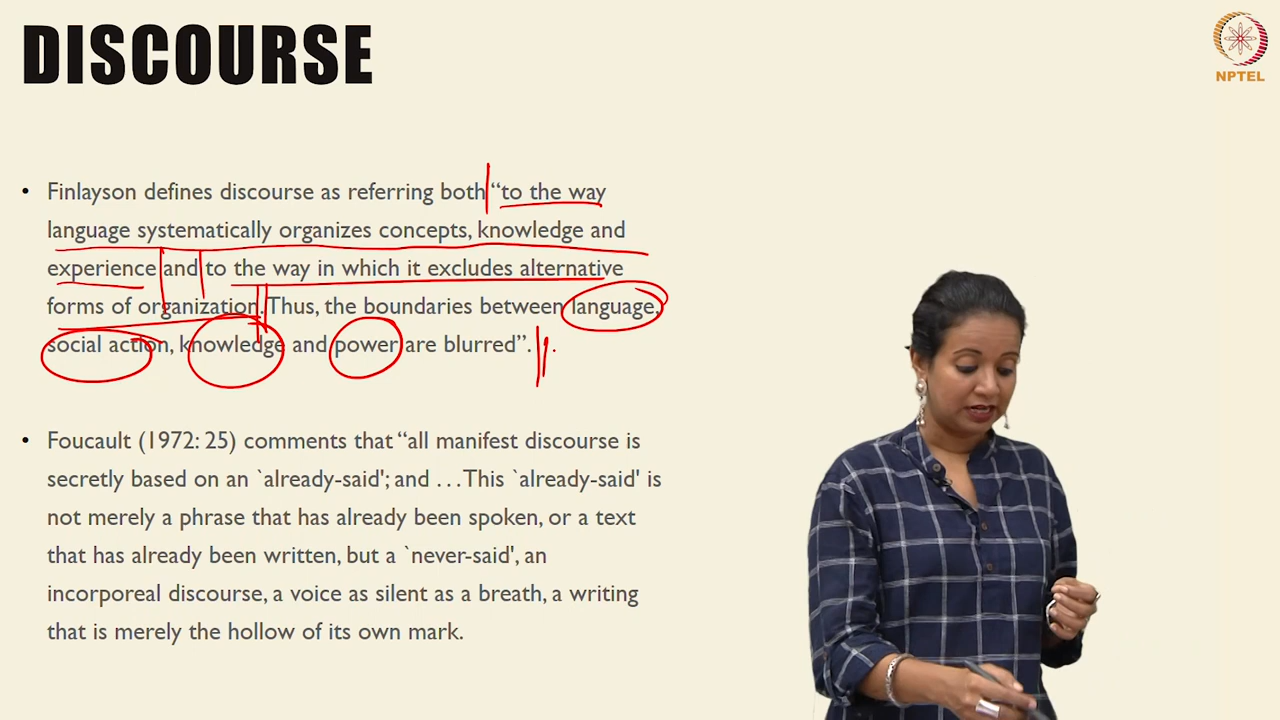 DISCOURSE
NPTEL
• Finlayson defines discourse as referring both “to the way
language systematically organizes concepts, knowledge and
experience and to the way in which it excludes alternative
forms of organization. Thus, the boundaries between language,
social action, knowledge and power are blurred”.
• Foucault (1972: 25) comments that “all manifest discourse is
secretly based on an `already-said'; and . . . This `already-said' is
not merely a phrase that has already been spoken, or a text
that has already been written, but a `never-said', an
incorporeal discourse, a voice as silent as a breath, a writing
that is merely the hollow of its own mark.